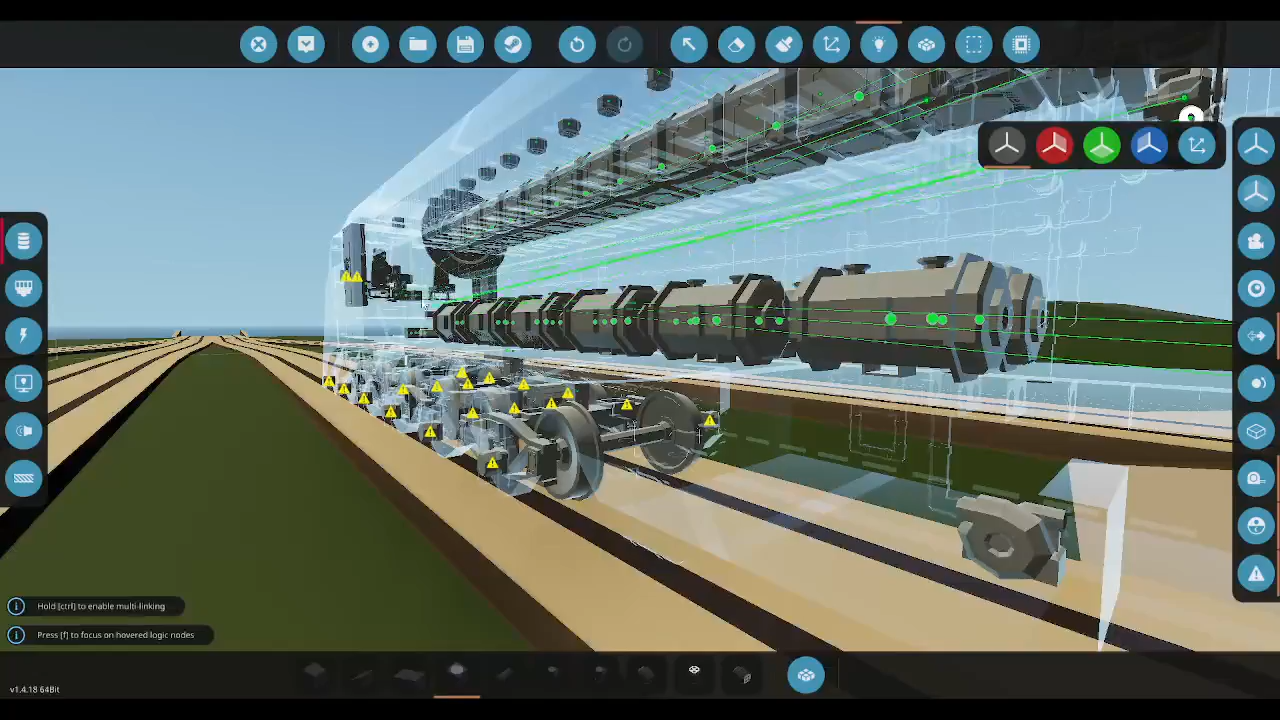 Hold [ctrl] to enable multi-linking
Press [f] to focus on hovered logic nodes
v1.4.18 64Bit